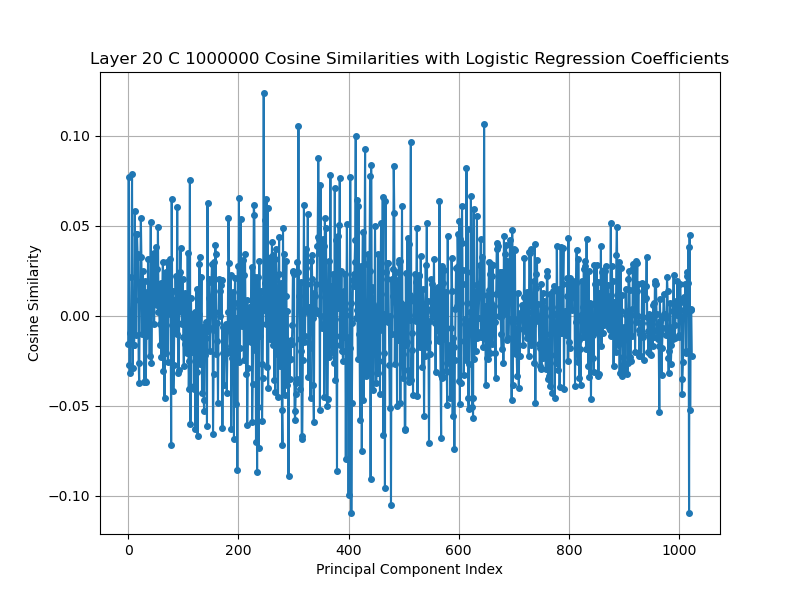 Layer 20 C 1000000 Cosine Similarities with Logistic Regression Coefficients
0.10
0.05
0.00
−0.05
−0.10
Cosine Similarity
0 200 400 600 800 1000
Principal Component Index